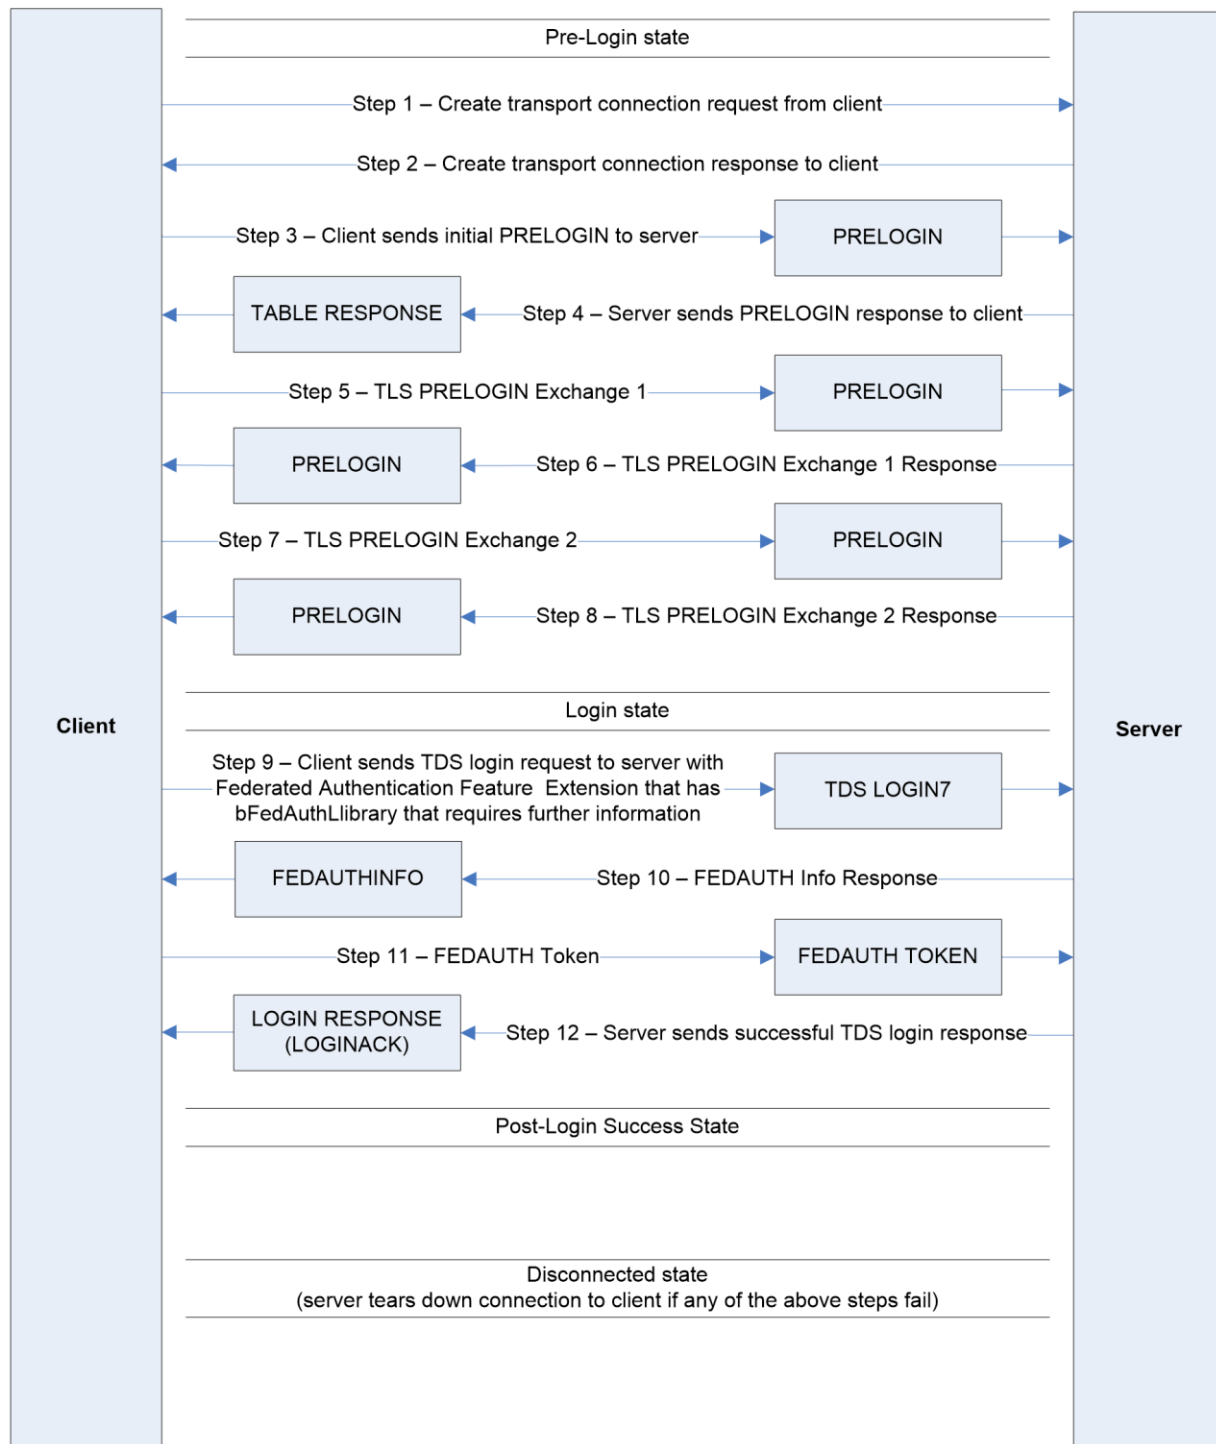 Pre-Login state
Step 1 – Create transport connection request from client
Step 2 – Create transport connection response to client
Step 3 – Client sends initial PRELOGIN to server
PRELOGIN
TABLE RESPONSE
Step 4 – Server sends PRELOGIN response to client
Step 5 – TLS PRELOGIN Exchange 1
PRELOGIN
PRELOGIN
Step 6 – TLS PRELOGIN Exchange 1 Response
Step 7 – TLS PRELOGIN Exchange 2
PRELOGIN
PRELOGIN
Step 8 – TLS PRELOGIN Exchange 2 Response
Login state
Client
Server
Step 9 – Client sends TDS login request to server with
Federated Authentication Feature  Extension that has
bFedAuthLlibrary that requires further information
TDS LOGIN7
FEDAUTHINFO
Step 10 – FEDAUTH Info Response
Step 11 – FEDAUTH Token
FEDAUTH TOKEN
LOGIN RESPONSE
(LOGINACK)
Step 12 – Server sends successful TDS login response
Post-Login Success State
Disconnected state
(server tears down connection to client if any of the above steps fail)